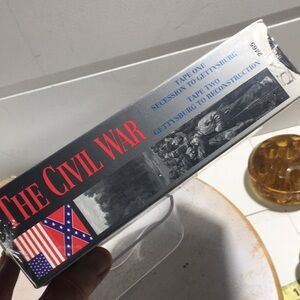 THE CIVIL WAR
TAPE ONE
SECESSION TO GETTYSBURG
TAPE TWO
GETTYSBURG TO RECONSTRUCTION